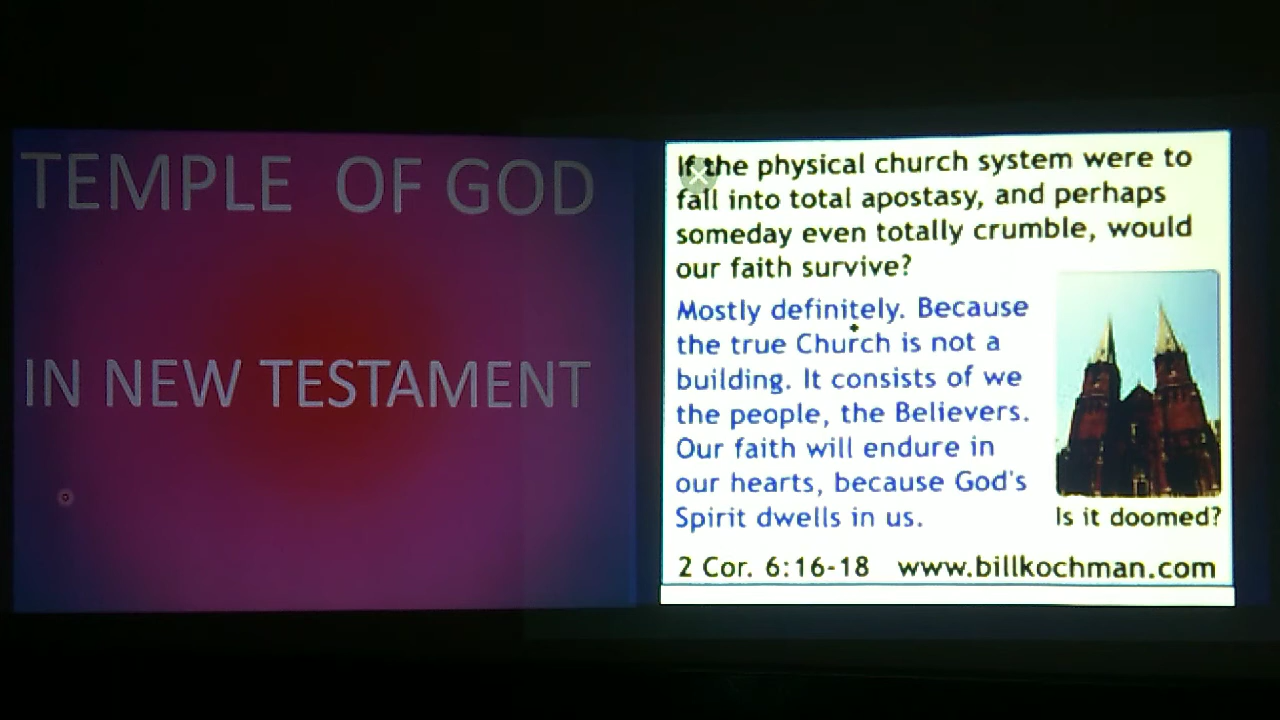 TEMPLE OF GOD
IN NEW TESTAMENT
If the physical church system were to
fall into total apostasy, and perhaps
someday even totally crumble, would
our faith survive?
Mostly definitely. Because
the true Church is not a
building. It consists of we
the people, the Believers.
Our faith will endure in
our hearts, because God's
Spirit dwells in us.
Is it doomed?
2 Cor. 6:16-18 www.billkochman.com